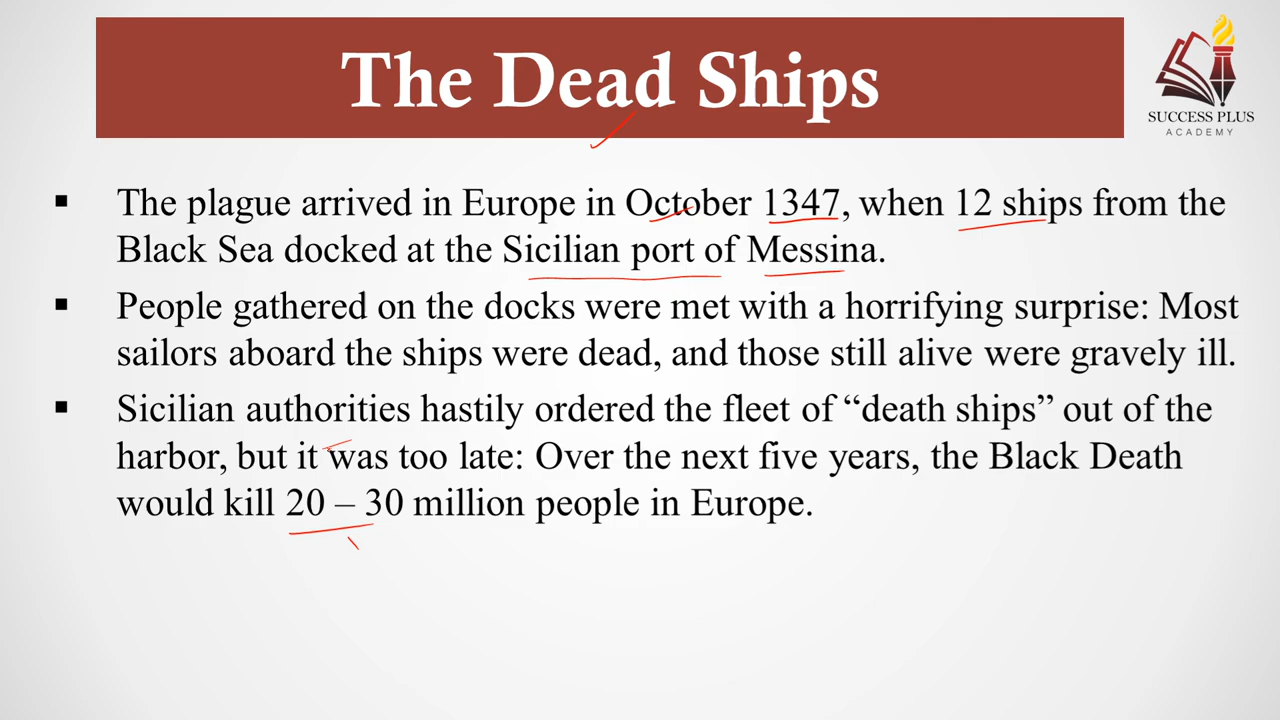 The Dead Ships
SUCCESS PLUS
ACADEMY
▪ The plague arrived in Europe in October 1347, when 12 ships from the
Black Sea docked at the Sicilian port of Messina.
▪ People gathered on the docks were met with a horrifying surprise: Most
sailors aboard the ships were dead, and those still alive were gravely ill.
▪ Sicilian authorities hastily ordered the fleet of “death ships” out of the
harbor, but it was too late: Over the next five years, the Black Death
would kill 20 – 30 million people in Europe.